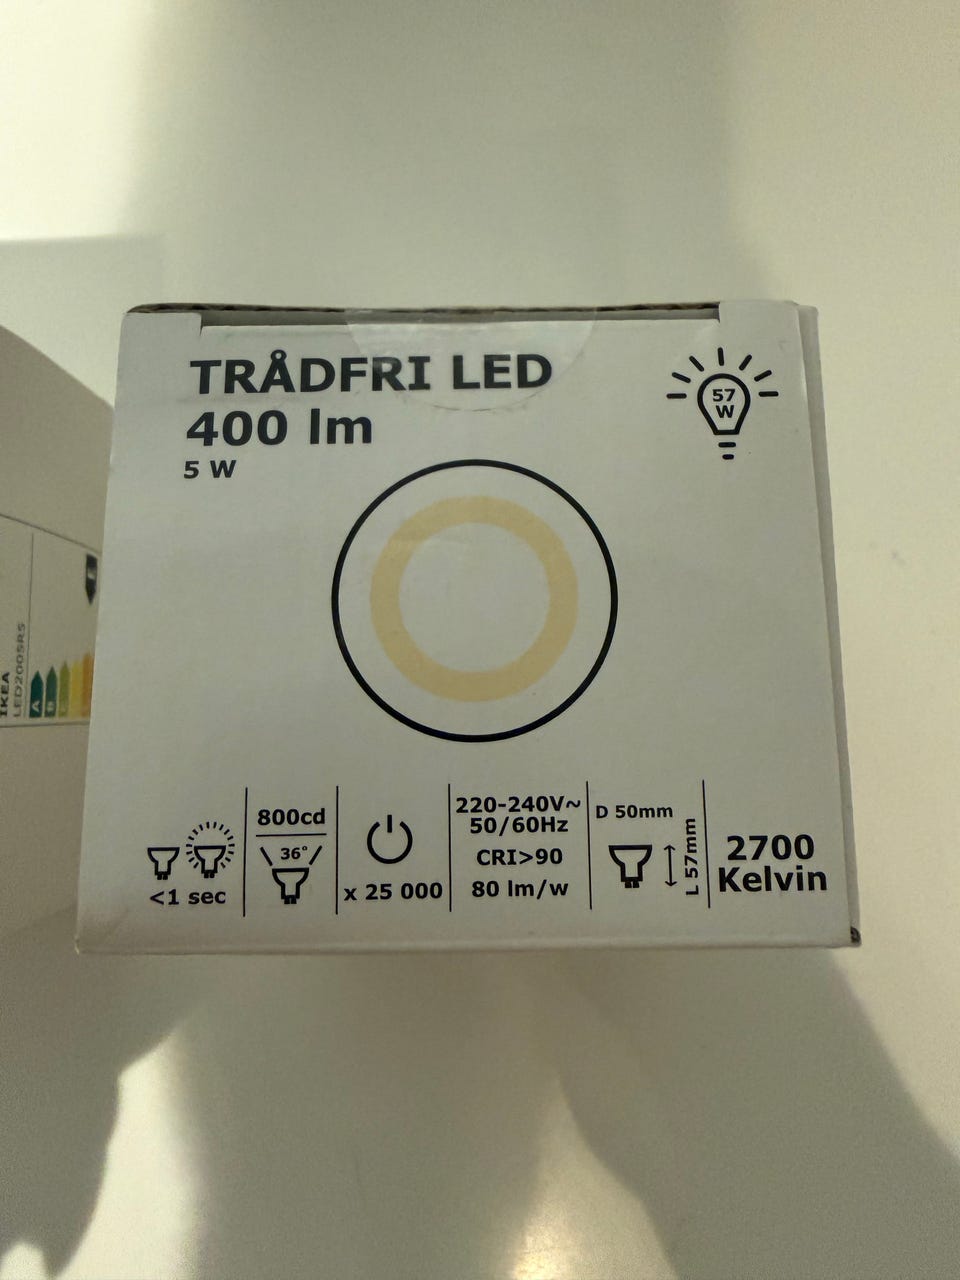 TRÅDFRI LED
400 lm
5 W
57
W
<1 sec
800cd
36°
x 25 000
220-240V~
50/60Hz
CRI>90
80 lm/w
D 50mm
L 57mm
2700
Kelvin
IKEA
LED2005R5
A
B